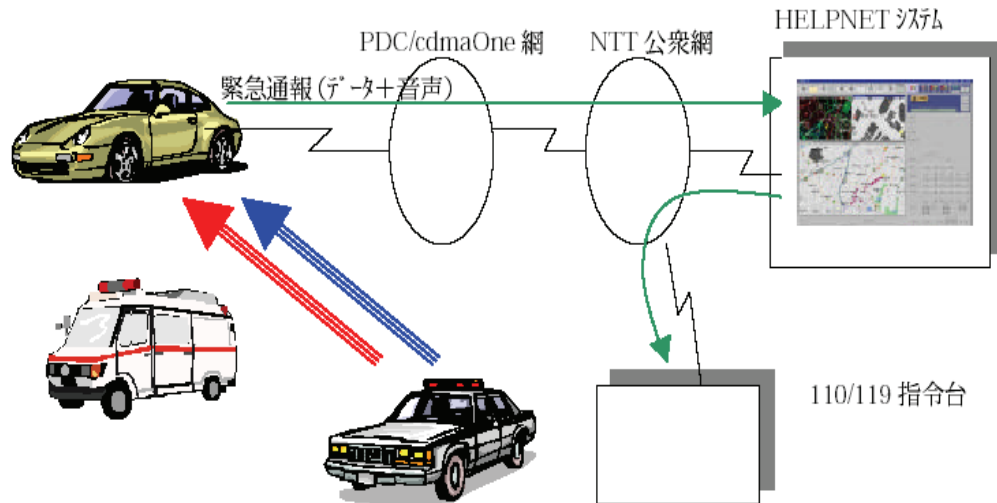 HELPNET システム
PDC/cdmaOne 網
NTT 公衆網
緊急通報(データ+音声)
110/119 指令台